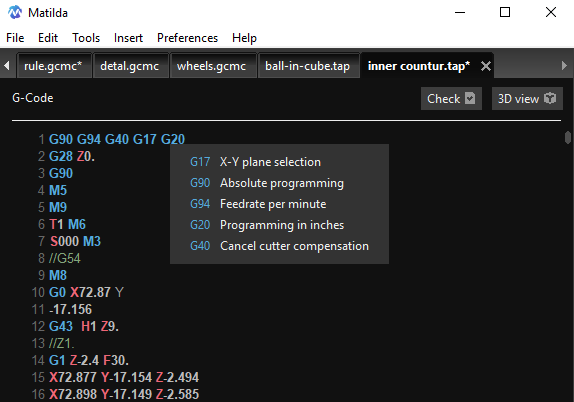 Matilda
File Edit Tools Insert Preferences Help
rule.gcmc* detal.gcmc wheels.gcmc ball-in-cube.tap inner countur.tap*
G-Code Check 3D view
1 G90 G94 G40 G17 G20
2 G28 Z0.
3 G90
4 M5
5 M9
6 T1 M6
7 S000 M3
8 //G54
9 M8
10 G0 X72.87 Y
11 -17.156
12 G43 H1 Z9.
13 //Z1.
14 G1 Z-2.4 F30.
15 X72.877 Y-17.154 Z-2.494
16 X72.898 Y-17.149 Z-2.585
G17 X-Y plane selection
G90 Absolute programming
G94 Feedrate per minute
G20 Programming in inches
G40 Cancel cutter compensation